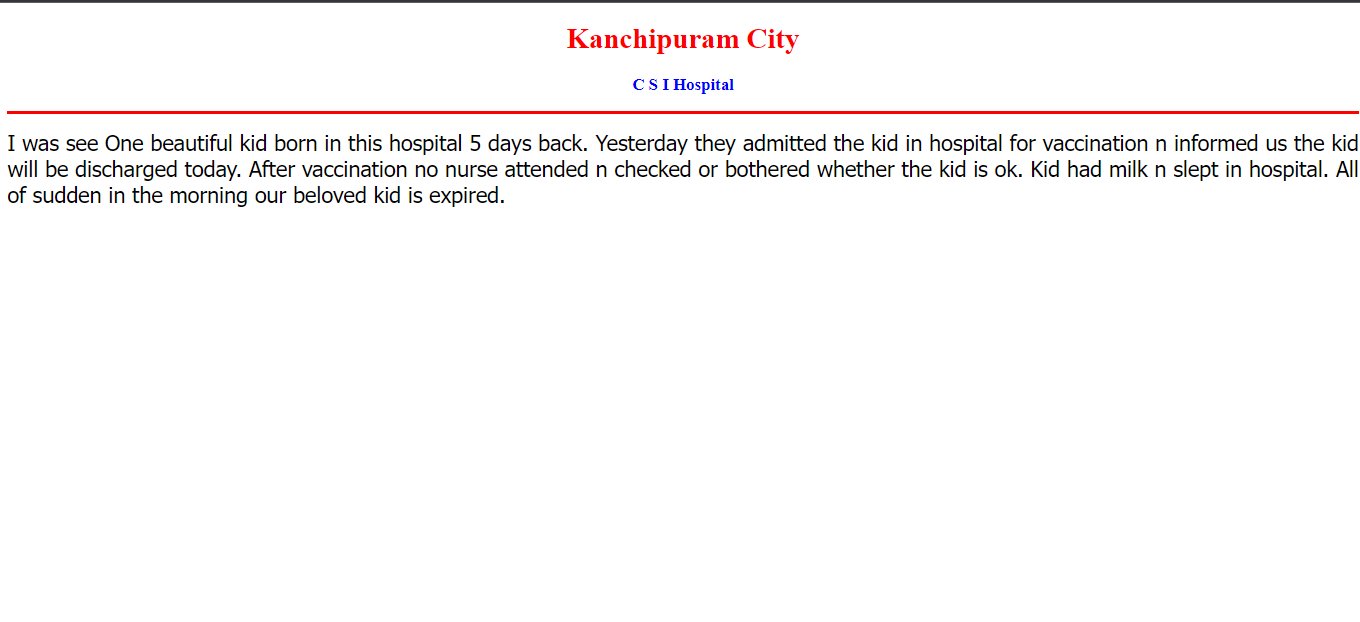 Kanchipuram City
C S I Hospital
I was see One beautiful kid born in this hospital 5 days back. Yesterday they admitted the kid in hospital for vaccination n informed us the kid
will be discharged today. After vaccination no nurse attended n checked or bothered whether the kid is ok. Kid had milk n slept in hospital. All
of sudden in the morning our beloved kid is expired.